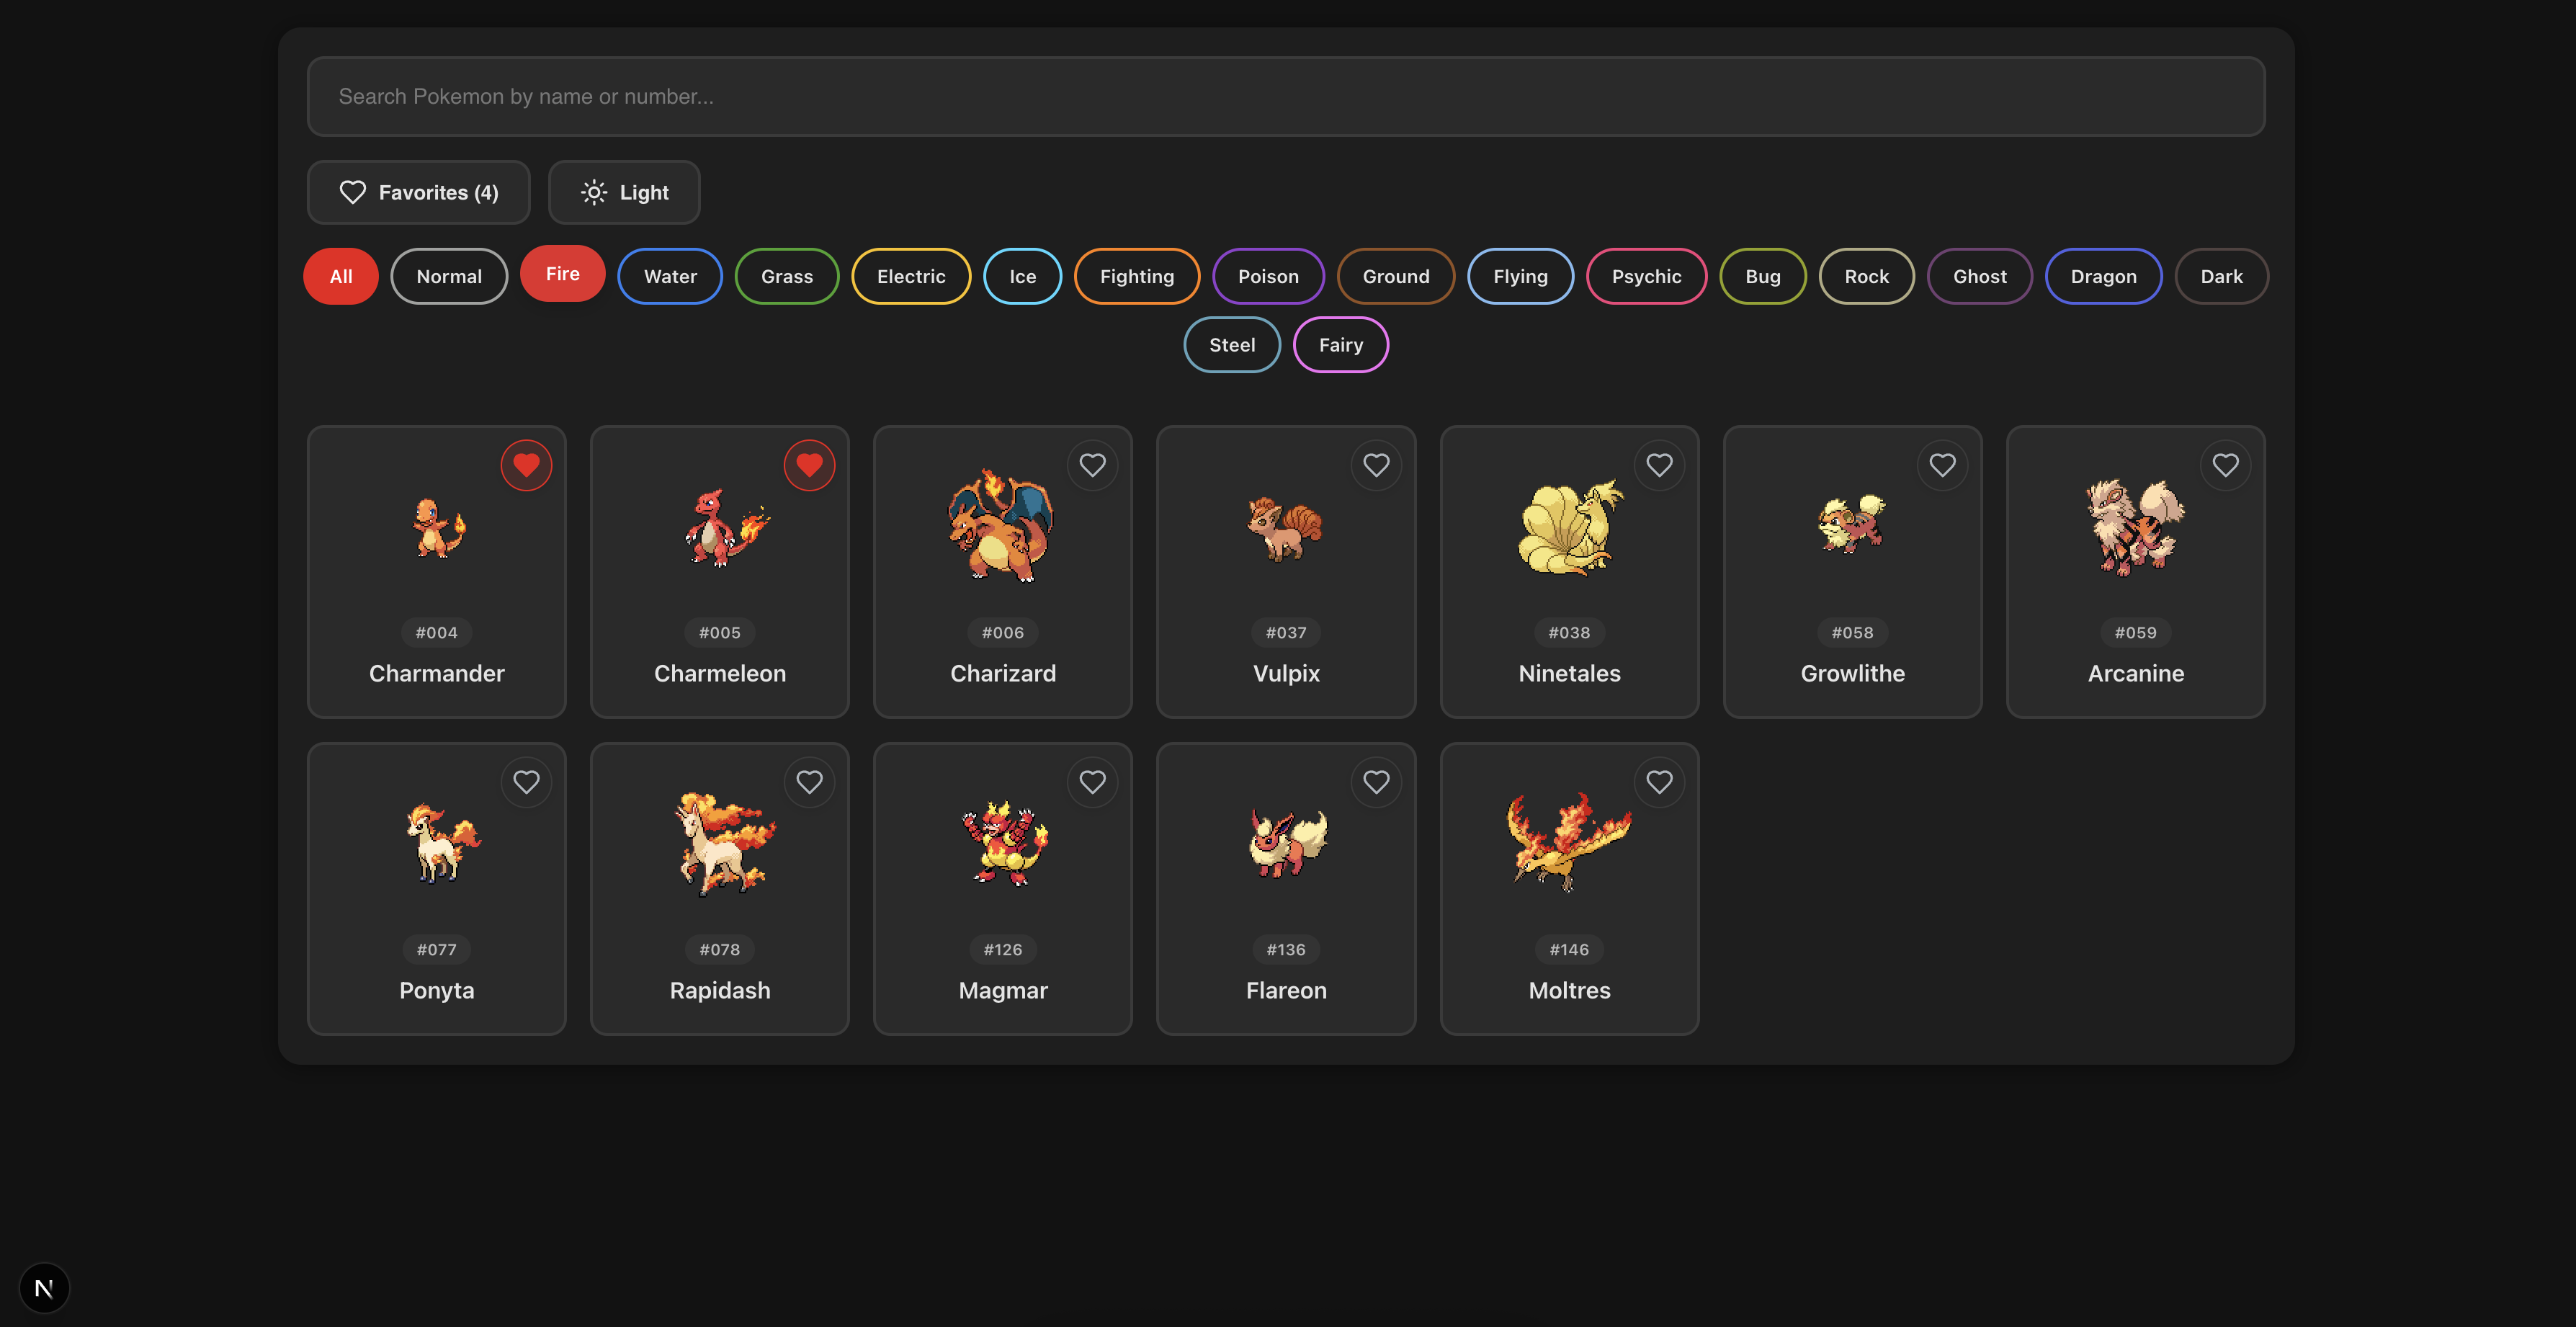 Search Pokemon by name or number...
Favorites (4) Light
All Normal Fire Water Grass Electric Ice Fighting Poison Ground Flying Psychic Bug Rock Ghost Dragon Dark
Steel Fairy
#004 #005 #006 #037 #038 #058 #059
Charmander Charmeleon Charizard Vulpix Ninetales Growlithe Arcanine
#077 #078 #126 #136 #146
Ponyta Rapidash Magmar Flareon Moltres
N